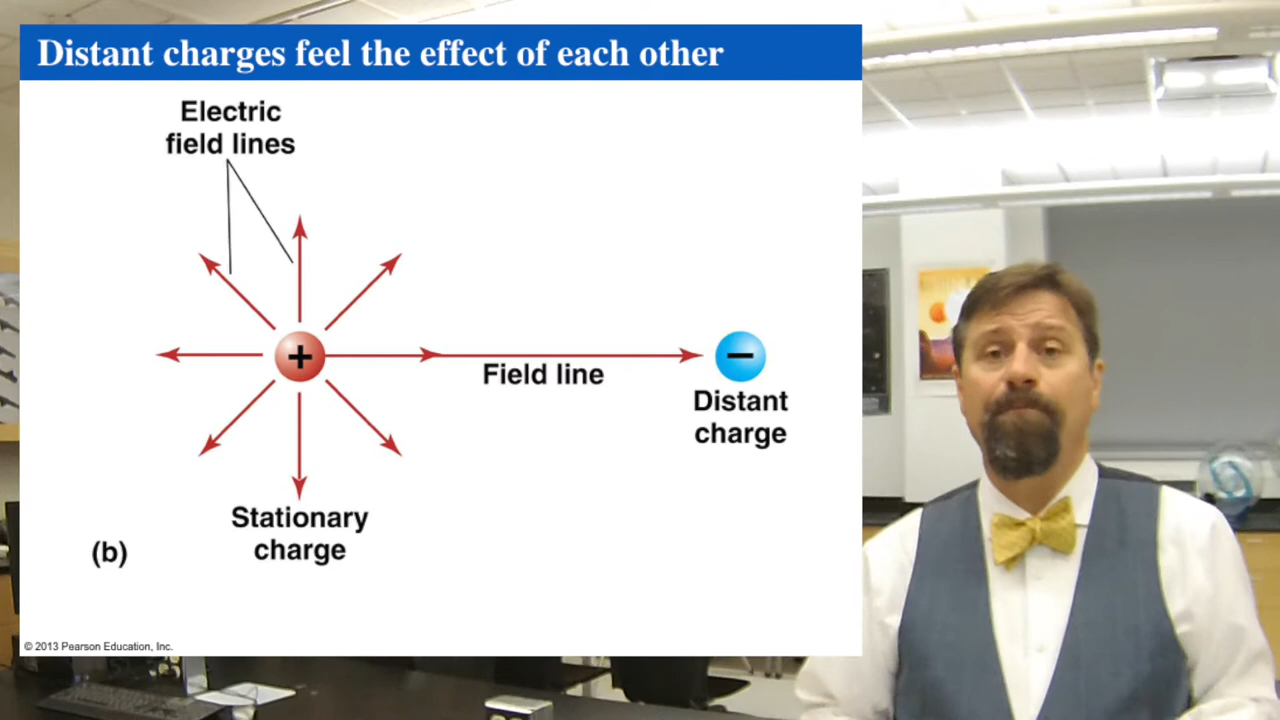 Distant charges feel the effect of each other
Electric
field lines
+
Field line
−
Distant
charge
Stationary
charge
(b)
© 2013 Pearson Education, Inc.